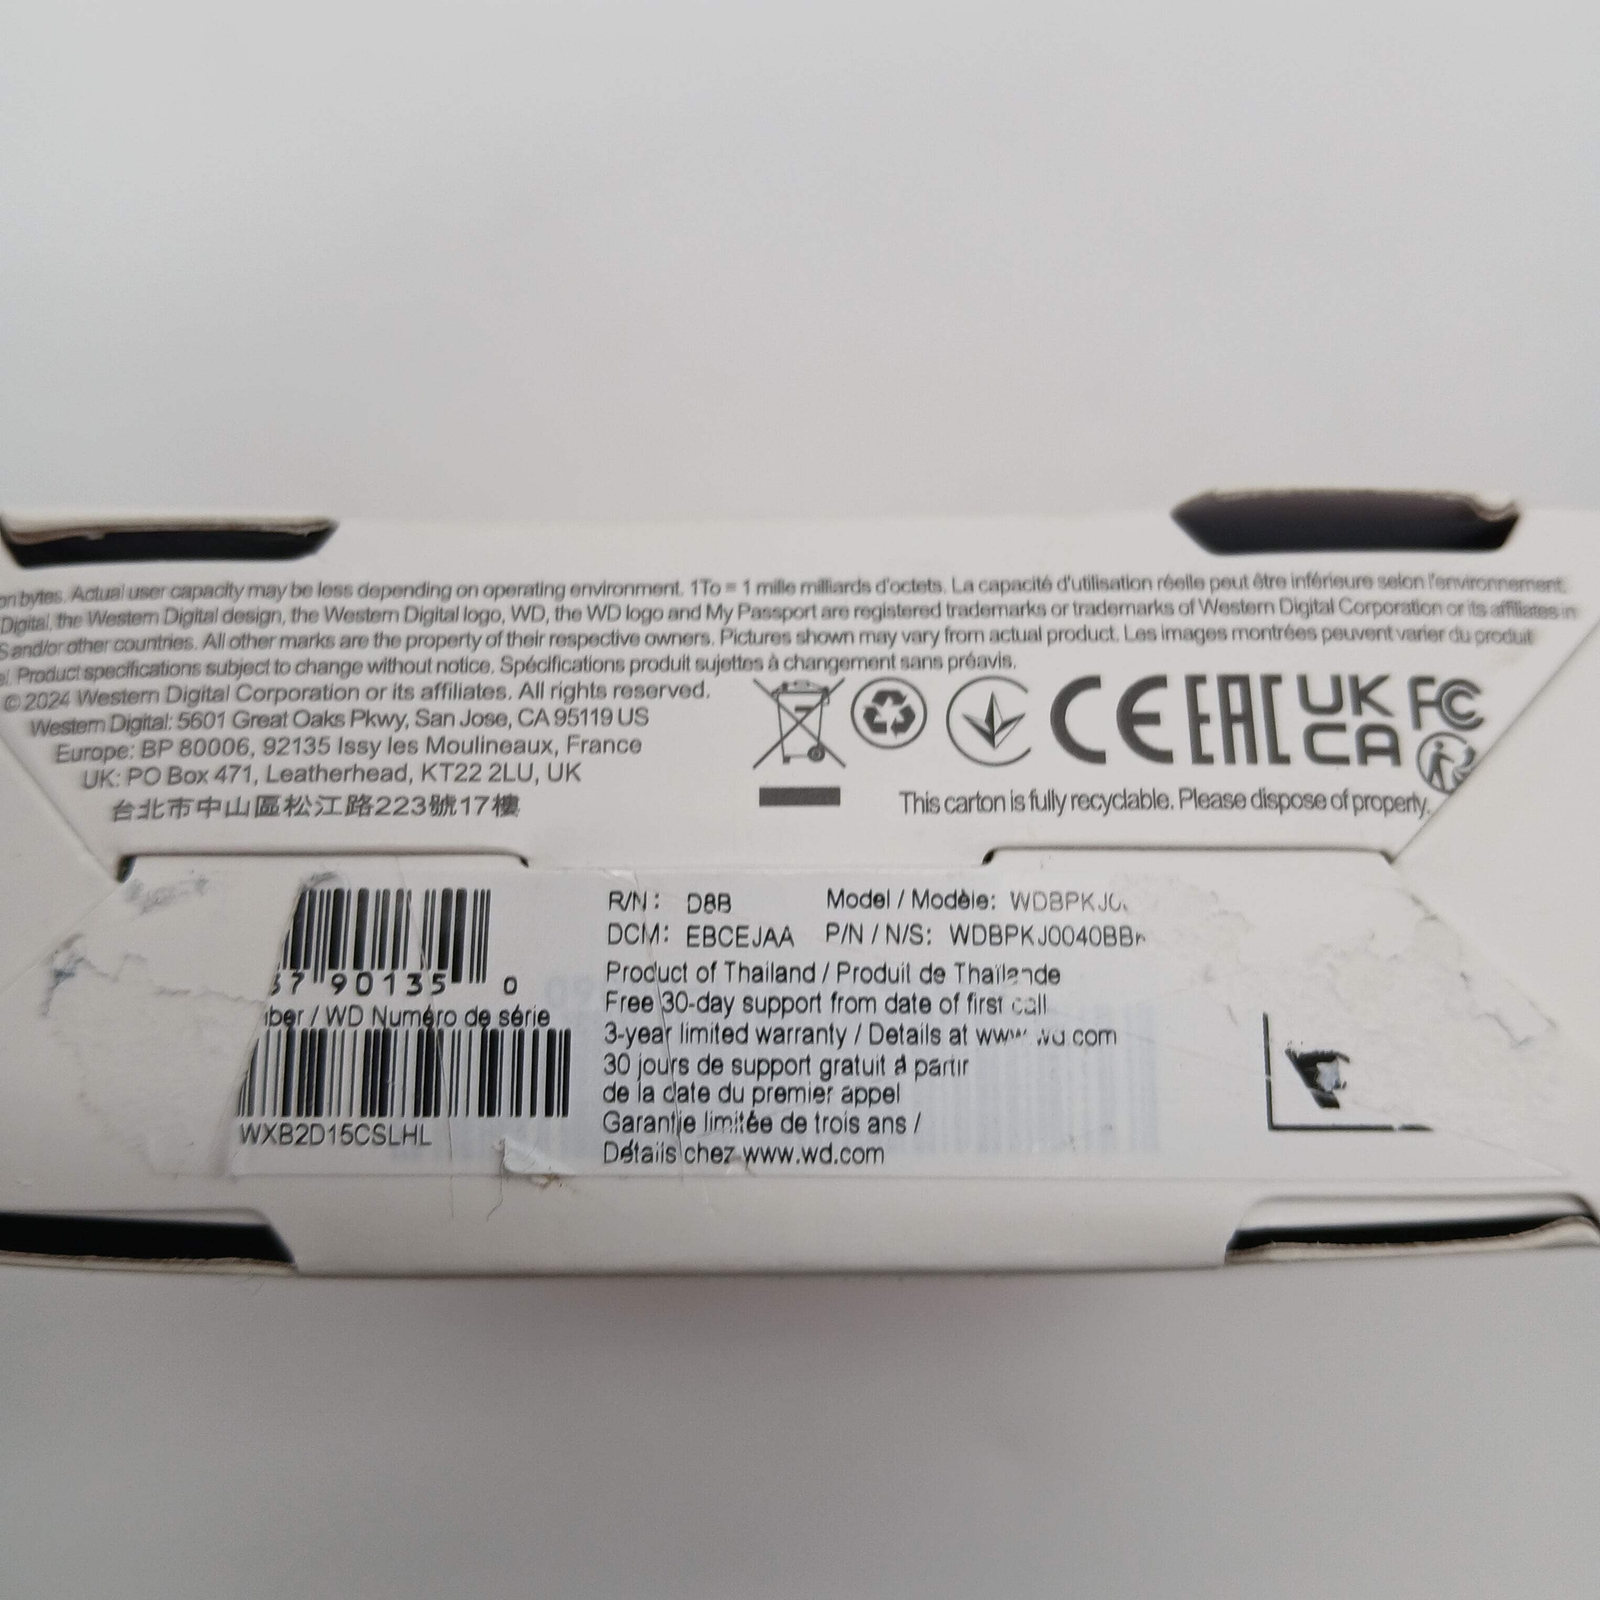 on bytes. Actual user capacity may be less depending on operating environment. 1To = 1 mille milliards d'octets. La capacité d'utilisation réelle peut être inférieure selon l'environnement.
Digital, the Western Digital design, the Western Digital logo, WD, the WD logo and My Passport are registered trademarks or trademarks of Western Digital Corporation or its affiliates in
S and/or other countries. All other marks are the property of their respective owners. Pictures shown may vary from actual product. Les images montrées peuvent varier du produit
el. Product specifications subject to change without notice. Spécifications produit sujettes à changement sans préavis.
© 2024 Western Digital Corporation or its affiliates. All rights reserved.
Western Digital: 5601 Great Oaks Pkwy, San Jose, CA 95119 US
Europe: BP 80006, 92135 Issy les Moulineaux, France
UK: PO Box 471, Leatherhead, KT22 2LU, UK
台北市中山區松江路223號17樓
CE EAC UK CA FC
This carton is fully recyclable. Please dispose of properly.
7 90135 0
ber / WD Numéro de série
WXB2D15CSLHL
R/N: D8B Model / Modèle: WDBPKJ0
DCM: EBCEJAA P/N / N/S: WDBPKJ0040BB
Product of Thailand / Produit de Thaïlande
Free 30-day support from date of first call
3-year limited warranty / Details at www.wd.com
30 jours de support gratuit à partir
de la date du premier appel
Garantie limitée de trois ans /
Détails chez www.wd.com